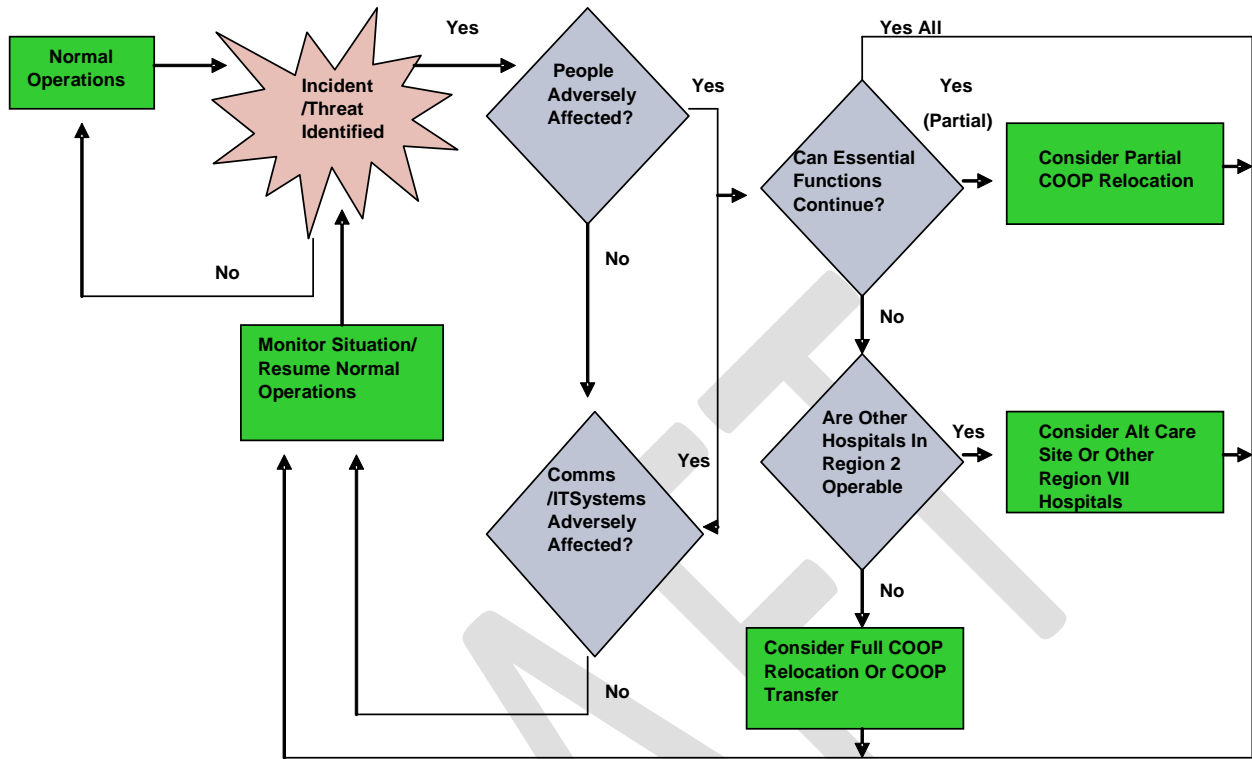 Normal
Operations
Incident
/Threat
Identified
Yes
People
Adversely
Affected?
Yes
Yes All
Yes
(Partial)
Can Essential
Functions
Continue?
Consider Partial
COOP Relocation
No
No
No
Monitor Situation/
Resume Normal
Operations
Are Other
Hospitals In
Region 2
Operable
Yes
Consider Alt Care
Site Or Other
Region VII
Hospitals
Comms
/ITSystems
Adversely
Affected?
Yes
No
Consider Full COOP
Relocation Or COOP
Transfer
No